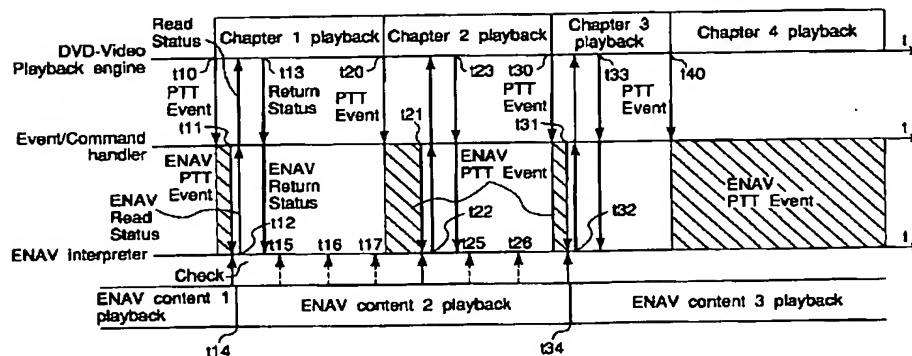 Read
Status
DVD-Video
Playback engine
Chapter 1 playback
Chapter 2 playback
Chapter 3
playback
Chapter 4 playback
t
t10
PTT
Event
t13
Return
Status
t20
PTT
Event
t23
t30
PTT
Event
t33
PTT
Event
t40
t11
t21
t31
Event/Command
handler
ENAV
PTT
Event
ENAV
Return
Status
ENAV
PTT Event
ENAV
PTT Event
ENAV
Read
Status
t12
t22
t32
t
t15
t16
t17
t25
t26
ENAV interpreter
Check
ENAV content 1
playback
ENAV content 2 playback
ENAV content 3 playback
t14
t34